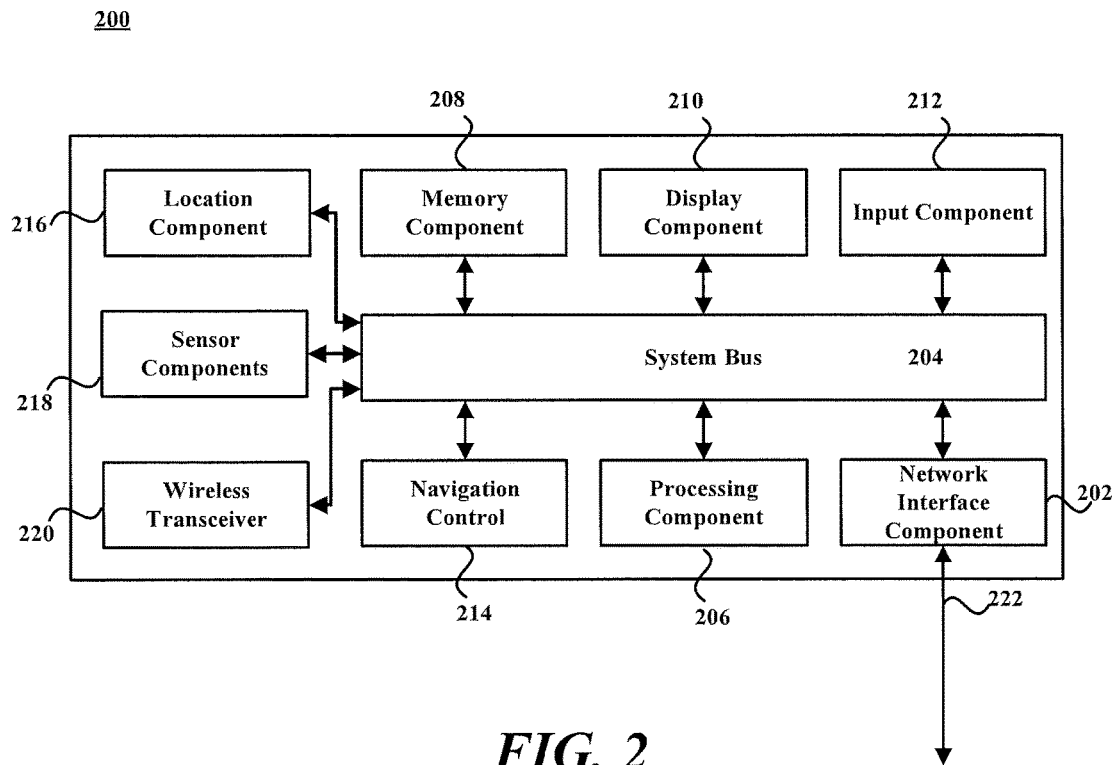 200
208
210
212
Location
Component
Memory
Component
Display
Component
Input Component
216
Sensor
Components
System Bus 204
218
Wireless
Transceiver
Navigation
Control
Processing
Component
Network
Interface
Component
202
220
214
206
222
FIG. 2